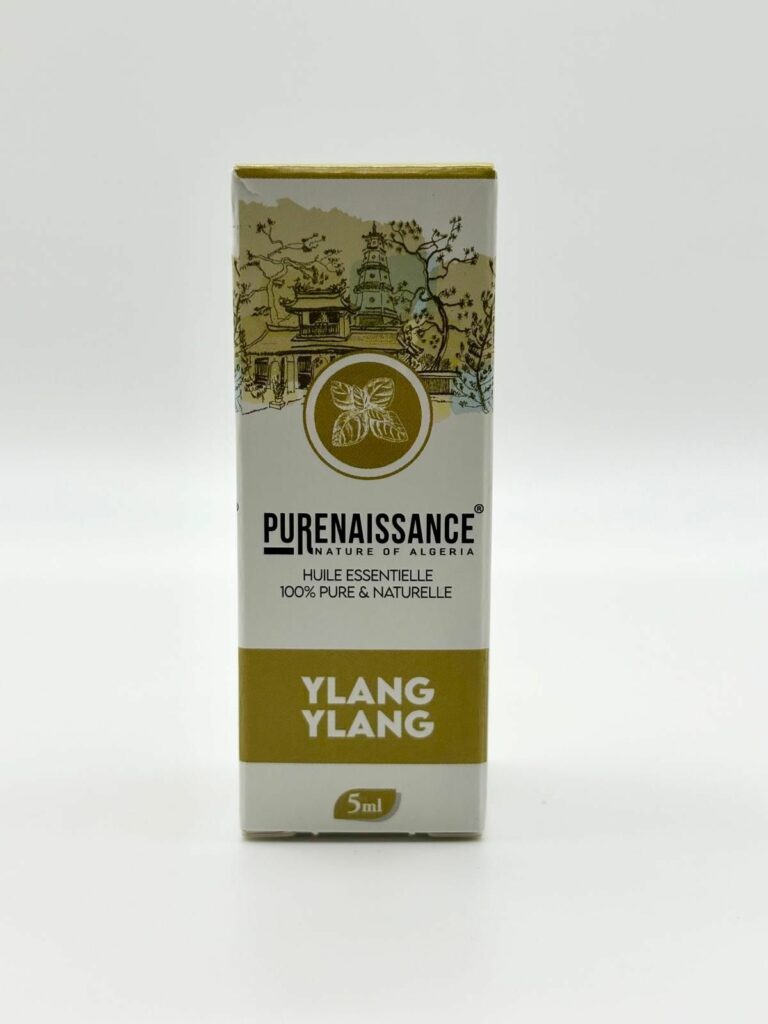 PURENAISSANCE®
NATURE OF ALGERIA
HUILE ESSENTIELLE
100% PURE & NATURELLE
YLANG
YLANG
5ml